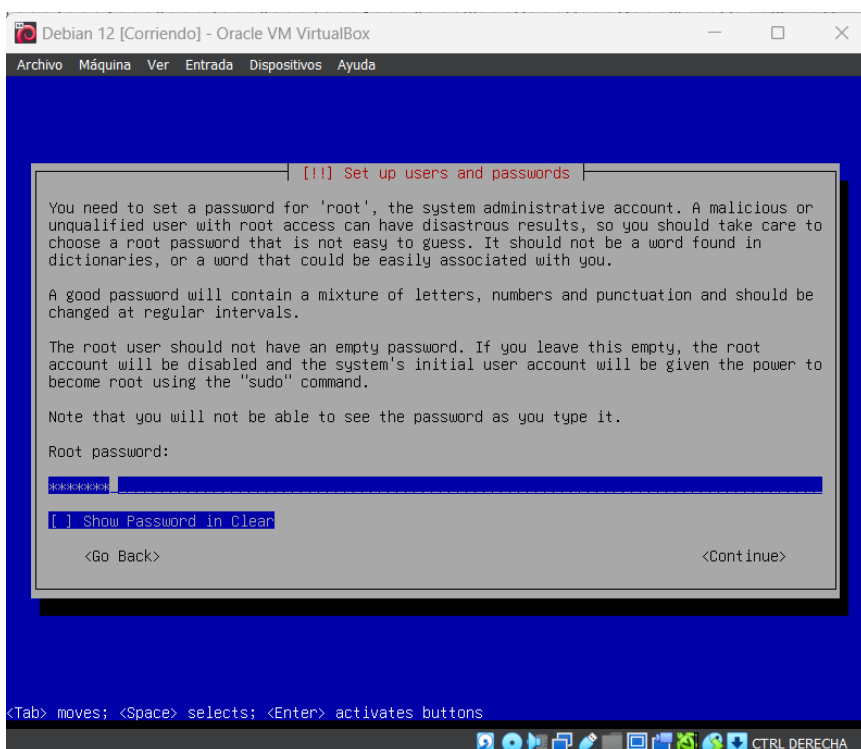 Debian 12 [Corriendo] - Oracle VM VirtualBox
Archivo Máquina Ver Entrada Dispositivos Ayuda
[!!] Set up users and passwords
You need to set a password for 'root', the system administrative account. A malicious or
unqualified user with root access can have disastrous results, so you should take care to
choose a root password that is not easy to guess. It should not be a word found in
dictionaries, or a word that could be easily associated with you.
A good password will contain a mixture of letters, numbers and punctuation and should be
changed at regular intervals.
The root user should not have an empty password. If you leave this empty, the root
account will be disabled and the system's initial user account will be given the power to
become root using the "sudo" command.
Note that you will not be able to see the password as you type it.
Root password:
*******
[ ] Show Password in Clear
<Go Back> <Continue>
<Tab> moves; <Space> selects; <Enter> activates buttons
CTRL DERECHA